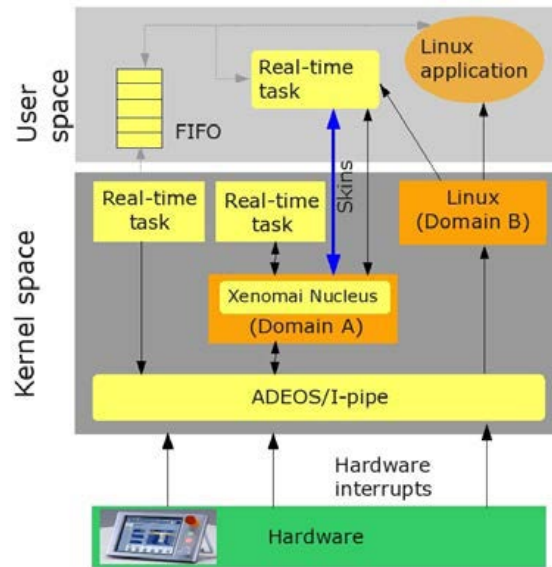 User space
Kernel space
Linux
application
Real-time
task
FIFO
Skins
Real-time
task
Real-time
task
Linux
(Domain B)
Xenomai Nucleus
(Domain A)
ADEOS/I-pipe
Hardware
interrupts
Hardware